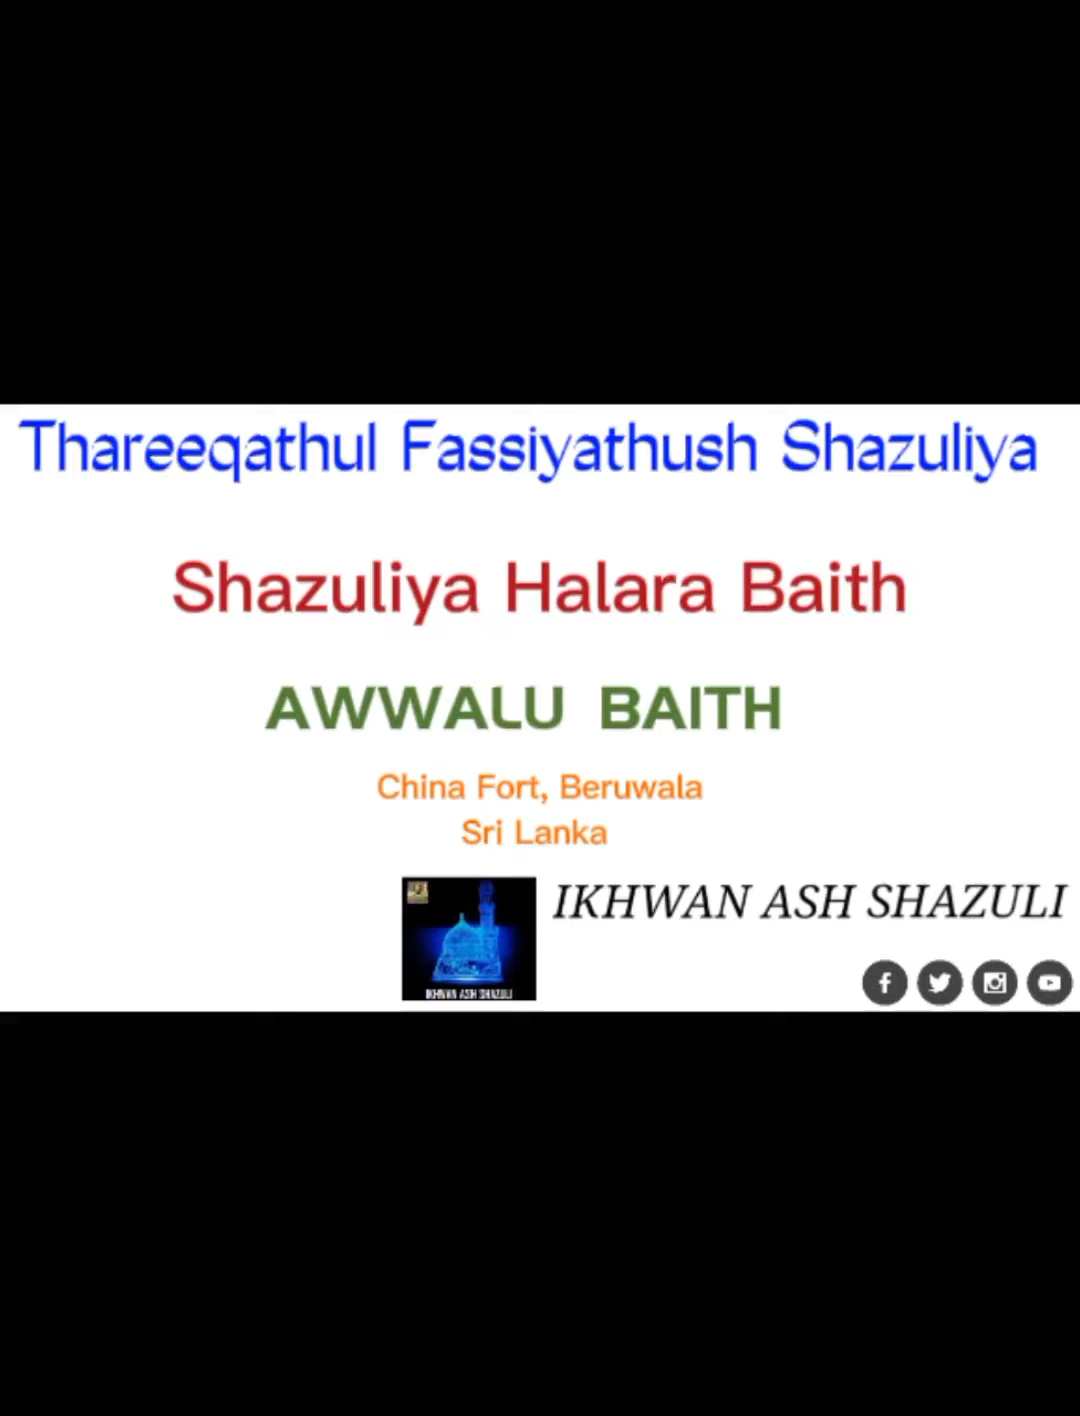 Thareeqathul Fassiyathush Shazuliya
Shazuliya Halara Baith
AWWALU BAITH
China Fort, Beruwala
Sri Lanka
IKHWAN ASH SHAZULI
IKHWAN ASH SHAZULI